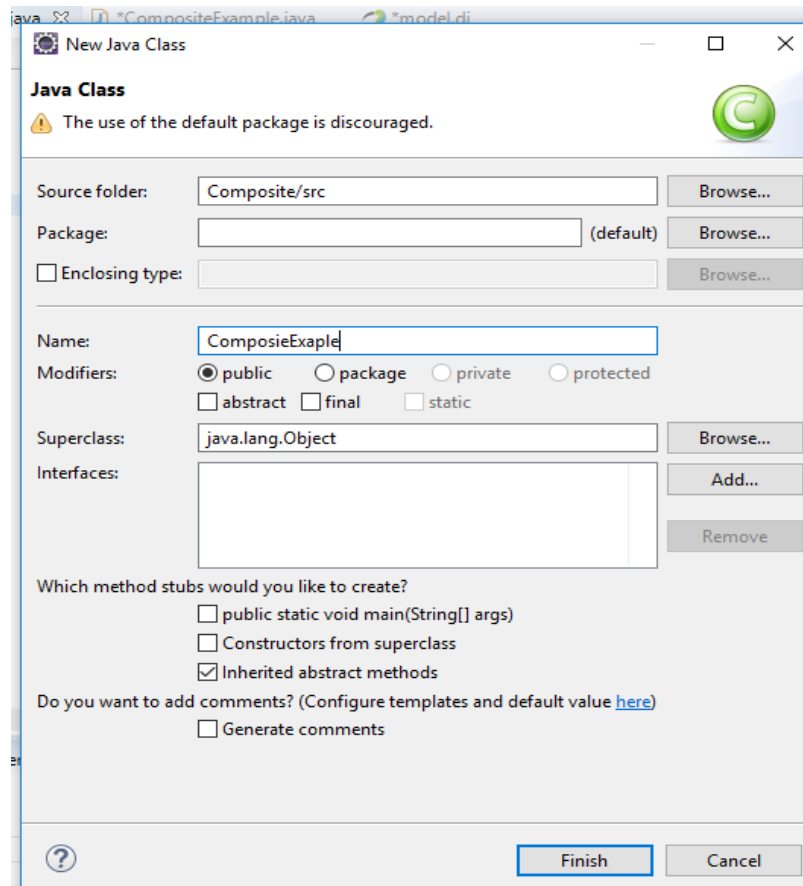 java *CompositeExample.java *model.di
New Java Class
Java Class
The use of the default package is discouraged.
Source folder: Composite/src Browse...
Package: (default) Browse...
Enclosing type: Browse...
Name: ComposieExaple
Modifiers: public package private protected
abstract final static
Superclass: java.lang.Object Browse...
Interfaces: Add...
Remove
Which method stubs would you like to create?
public static void main(String[] args)
Constructors from superclass
Inherited abstract methods
Do you want to add comments? (Configure templates and default value here)
Generate comments
Finish Cancel